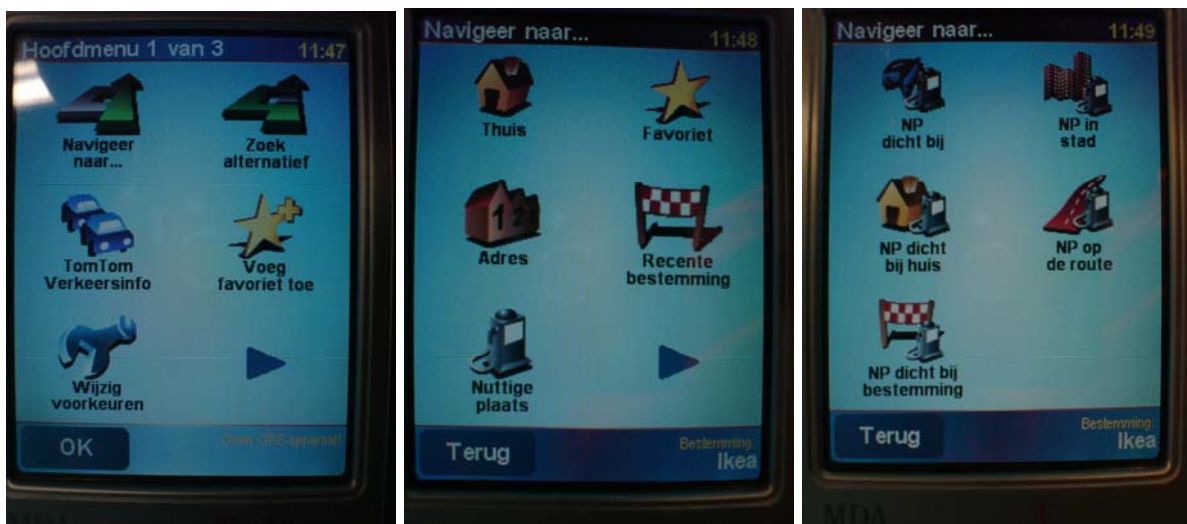 Hoofdmenu 1 van 3 11:47
Navigeer
naar...
Zoek
alternatief
TomTom
Verkeersinfo
Voeg
favoriet toe
Wijzig
voorkeuren
OK
Geen GPS-apparaat!
MDA
Navigeer naar... 11:48
Thuis
Favoriet
12
Adres
Recente
bestemming
Nuttige
plaats
Terug
Bestemming:
Ikea
Navigeer naar... 11:49
NP
dicht bij
NP in
stad
NP dicht
bij huis
NP op
de route
NP dicht bij
bestemming
Terug
Bestemming:
Ikea
MDA